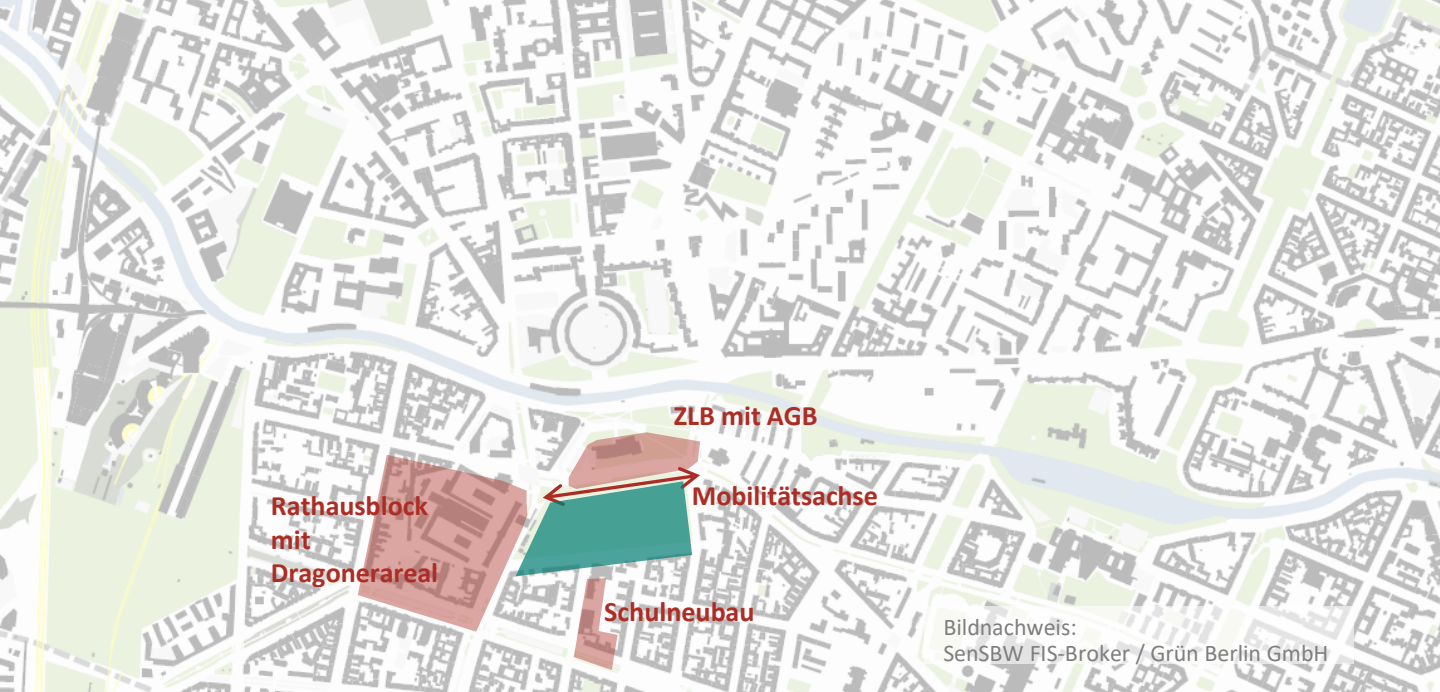 ZLB mit AGB
Mobilitätsachse
Rathausblock
mit
Dragonerareal
Schulneubau
Bildnachweis:
SenSBW FIS-Broker / Grün Berlin GmbH